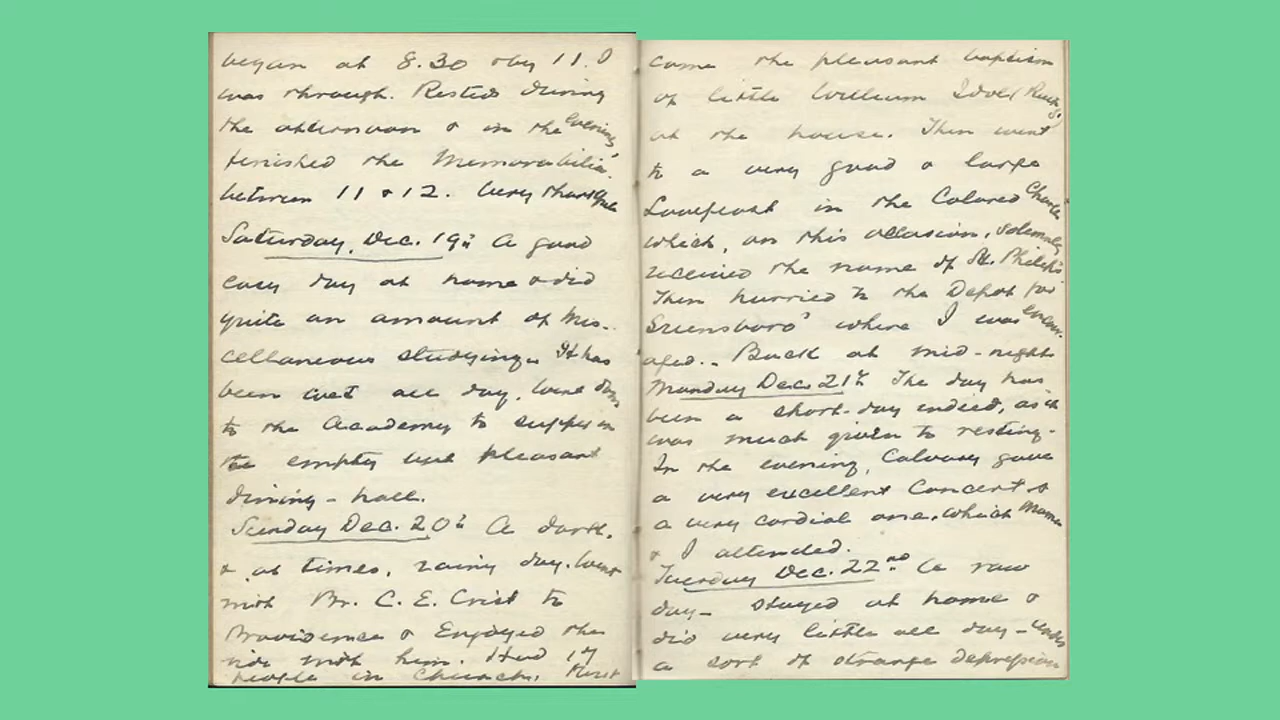 began at 8.30 & by 11. I
was through. Rested during
the afternoon & in the evening
finished the Memorabilia.
between 11 & 12. Very thankful
Saturday, Dec. 19th A good
easy day at home & did
quite an amount of mis-
cellaneous studying. It has
been wet all day. Went down
to the Academy to supper in
the empty but pleasant
dining-hall.
Sunday Dec. 20th A dark,
& at times, rainy day. Went
with Br. C. E. Crist to
Providence & Enjoyed the
ride with him. Had 17
people in Church. Next
came the pleasant baptism
of little William
at the house. Then went
to a very good & large
Lovefeast in the Colored Church
which, on this occasion, solemnly
received the name of St. Philip's
Then hurried to the Depot for
Greensboro' where I was encour-
aged. - Back at mid-night
Monday Dec. 21st The day has
been a short-day indeed, as it
was much given to resting-
In the evening, Calvary gave
a very excellent Concert &
a very cordial one, which Mamie
& I attended.
Tuesday Dec. 22nd A raw
day- stayed at home &
did very little all day- under
a sort of strange depression